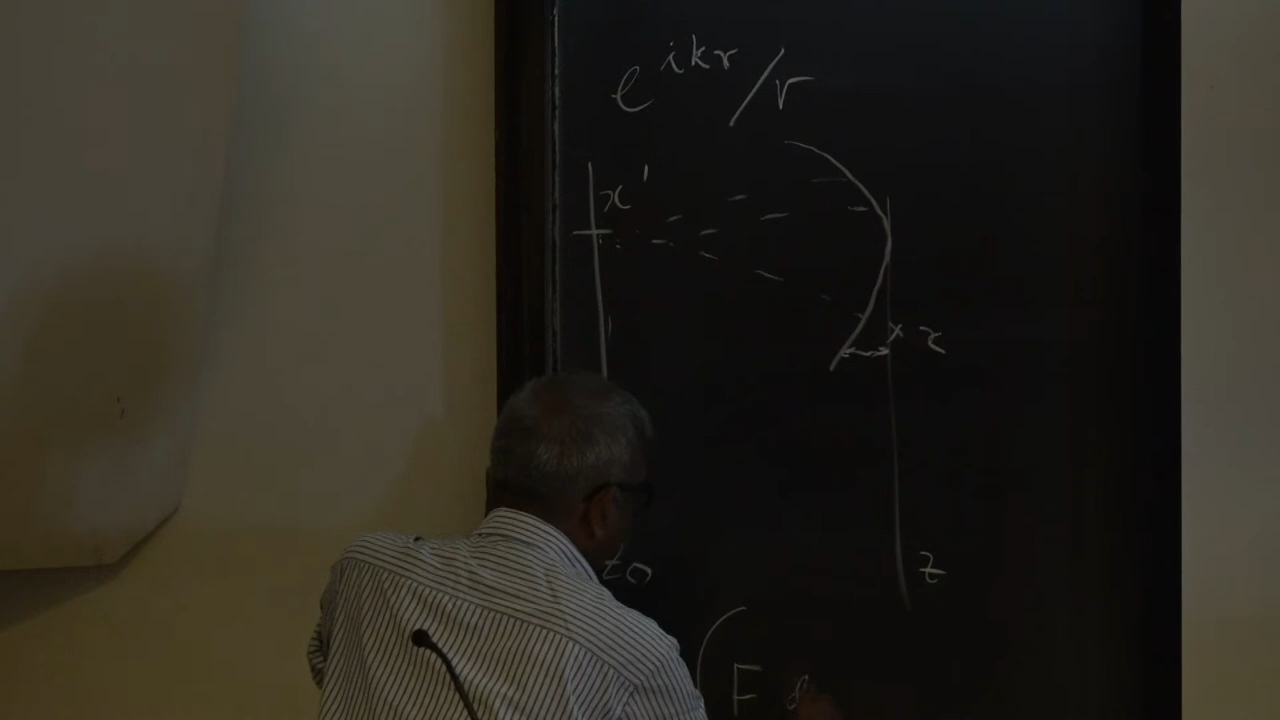 e^{ikr}/r
x'
x
z₀
z
( F